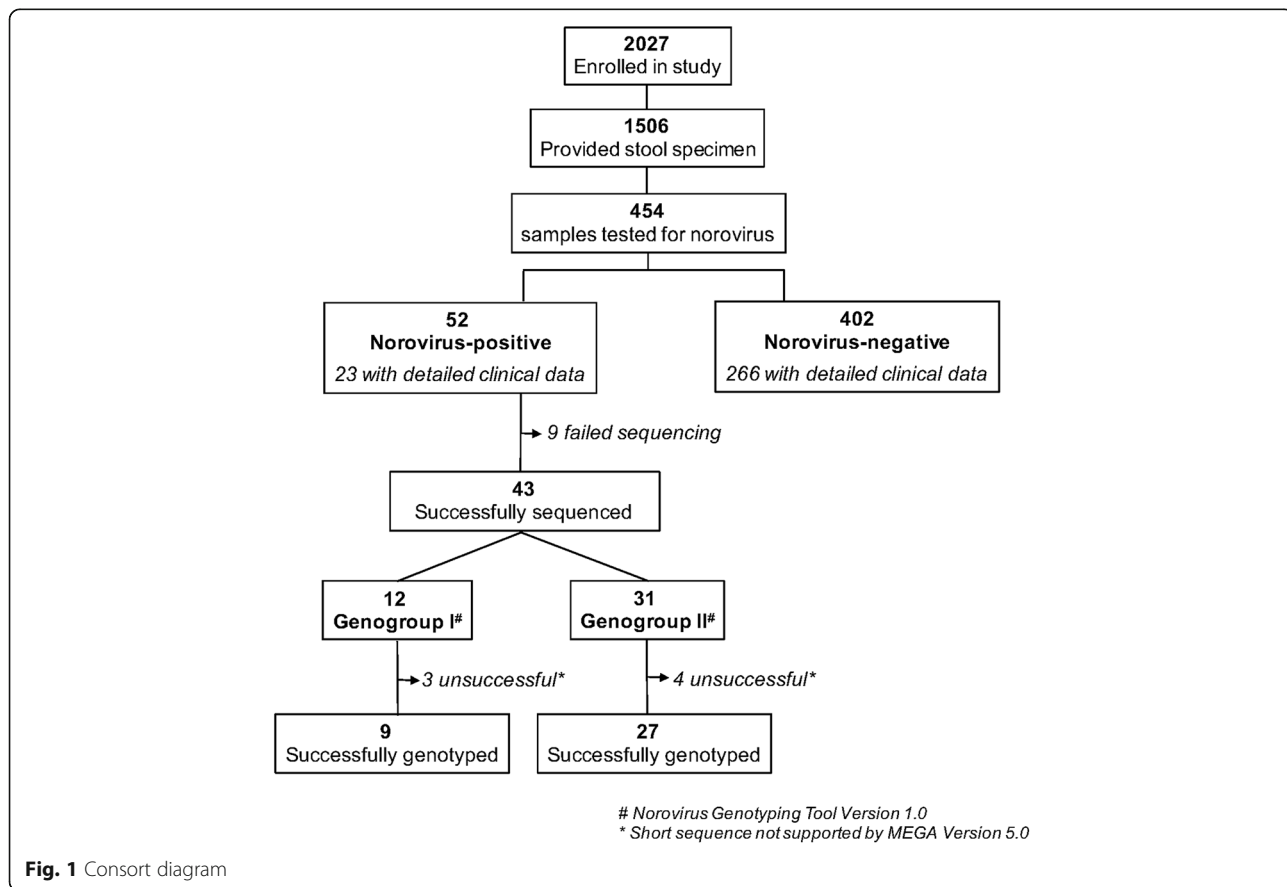 2027
Enrolled in study
1506
Provided stool specimen
454
samples tested for norovirus
52
Norovirus-positive
23 with detailed clinical data
402
Norovirus-negative
266 with detailed clinical data
9 failed sequencing
43
Successfully sequenced
12
Genogroup I#
31
Genogroup II#
3 unsuccessful*
4 unsuccessful*
9
Successfully genotyped
27
Successfully genotyped
# Norovirus Genotyping Tool Version 1.0
* Short sequence not supported by MEGA Version 5.0
Fig. 1 Consort diagram